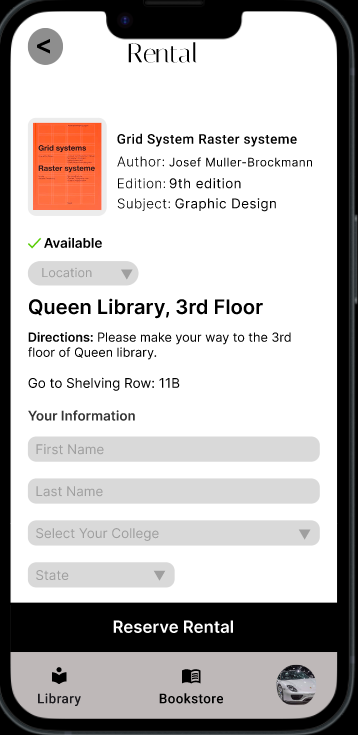 <
Rental
Grid systems
Raster systeme
Grid System Raster systeme
Author: Josef Muller-Brockmann
Edition: 9th edition
Subject: Graphic Design
Available
Location
Queen Library, 3rd Floor
Directions: Please make your way to the 3rd
floor of Queen library.
Go to Shelving Row: 11B
Your Information
First Name
Last Name
Select Your College
State
Reserve Rental
Library
Bookstore